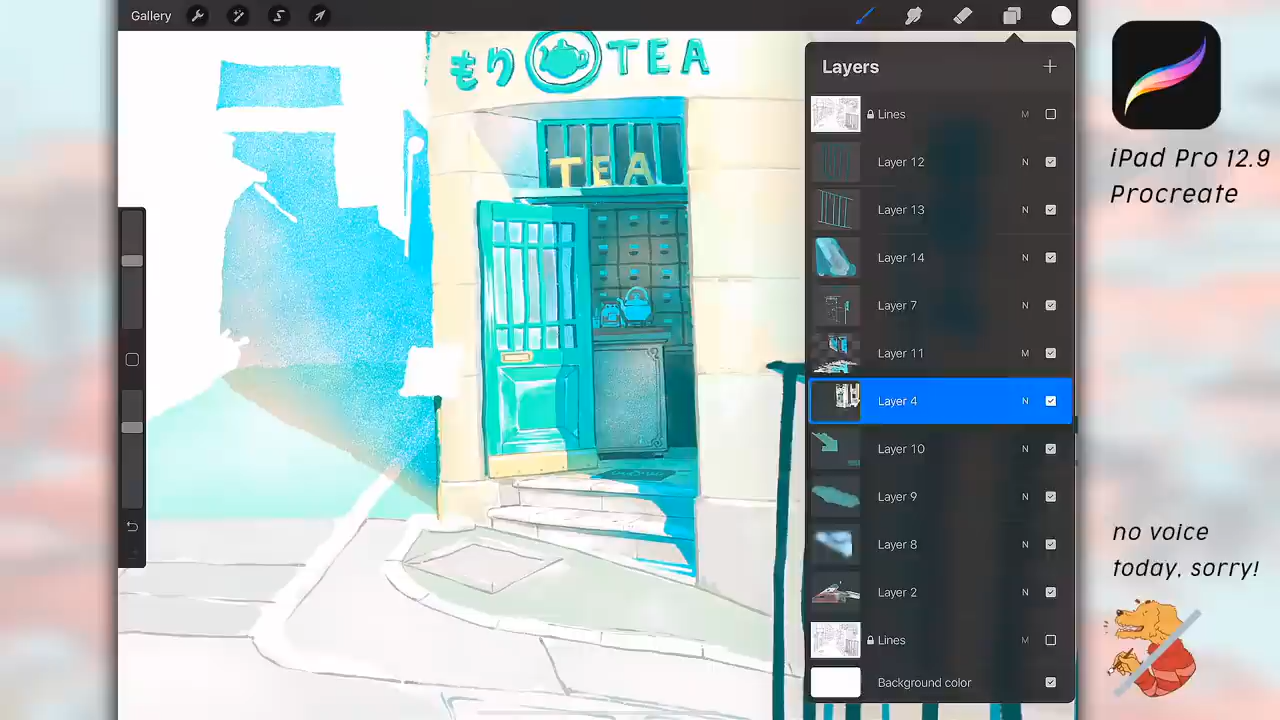 Gallery
もり TEA
TEA
Layers
Lines M
Layer 12 N
Layer 13 N
Layer 14 N
Layer 7 N
Layer 11 M
Layer 4 N
Layer 10 N
Layer 9 N
Layer 8 N
Layer 2 N
Lines M
Background color
iPad Pro 12.9
Procreate
no voice
today, sorry!